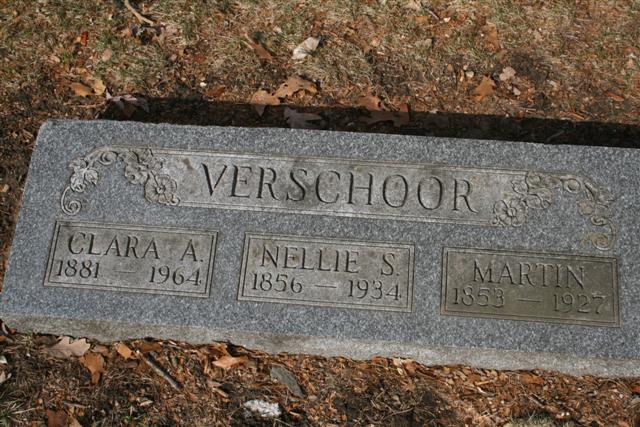 VERSCHOOR
CLARA A.
1881 — 1964
NELLIE S.
1856 — 1934
MARTIN
1853 — 1927